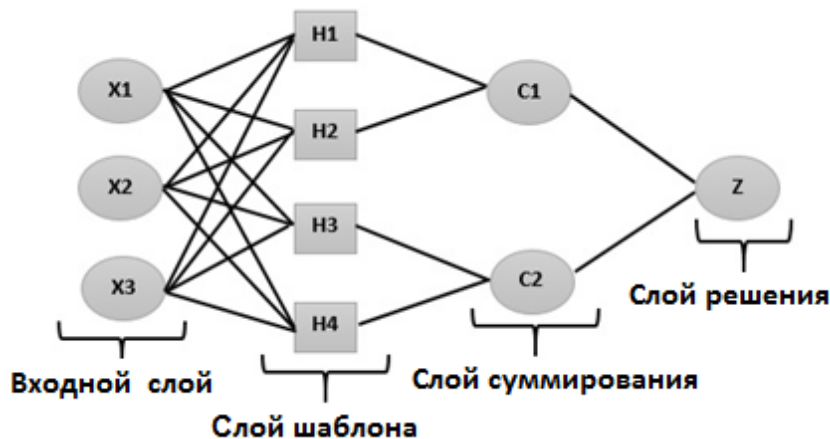 H1
X1
C1
H2
X2
Z
H3
X3
C2
H4
Слой решения
Входной слой
Слой суммирования
Слой шаблона